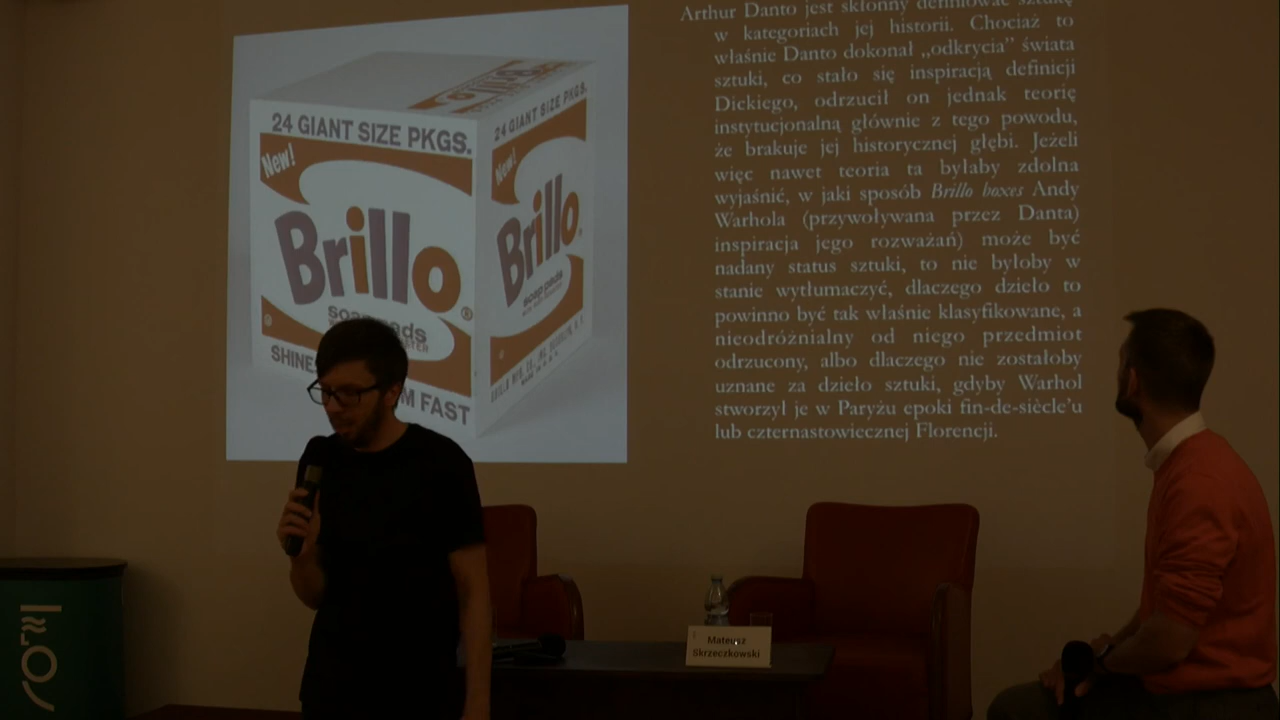 24 GIANT SIZE PKGS.
New!
Brillo®
soap pads
SHINES
M FAST
24 GIANT SIZE PKGS.
New!
Brillo
soap pads
Arthur Danto jest skłonny definiować sztukę
w kategoriach jej historii. Chociaż to
właśnie Danto dokonał „odkrycia” świata
sztuki, co stało się inspiracją definicji
Dickiego, odrzucił on jednak teorię
instytucjonalną głównie z tego powodu,
że brakuje jej historycznej głębi. Jeżeli
więc nawet teoria ta byłaby zdolna
wyjaśnić, w jaki sposób Brillo boxes Andy
Warhola (przywoływana przez Danta)
inspiracja jego rozważań) może być
nadany status sztuki, to nie byłoby w
stanie wytłumaczyć, dlaczego dzieło to
powinno być tak właśnie klasyfikowane, a
nieodróżnialny od niego przedmiot
odrzucony, albo dlaczego nie zostałoby
uznane za dzieło sztuki, gdyby Warhol
stworzył je w Paryżu epoki fin-de-siècle’u
lub czternastowiecznej Florencji.
Mateusz
Skrzeczkowski